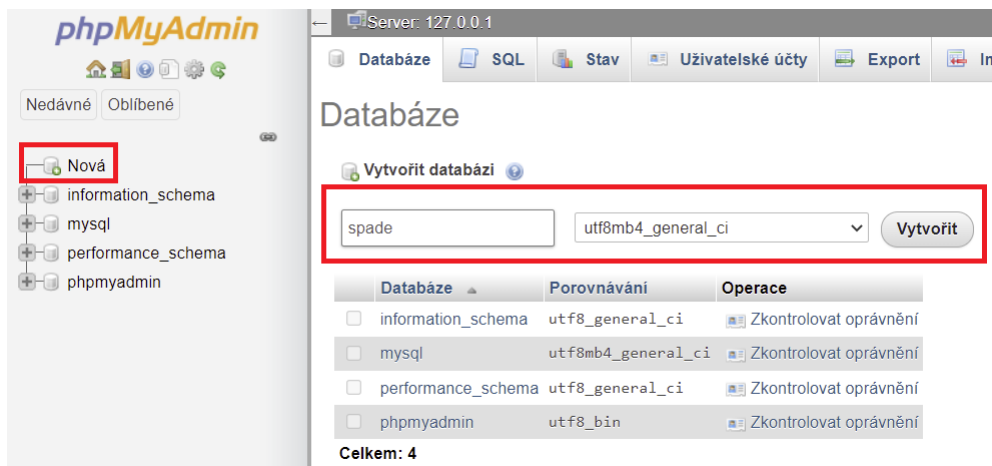 phpMyAdmin
Nedávné Oblíbené
Nová
information_schema
mysql
performance_schema
phpmyadmin
Server: 127.0.0.1
Databáze SQL Stav Uživatelské účty Export
Databáze
Vytvořit databázi
spade utf8mb4_general_ci Vytvořit
Databáze Porovnávání Operace
information_schema utf8_general_ci Zkontrolovat oprávnění
mysql utf8mb4_general_ci Zkontrolovat oprávnění
performance_schema utf8_general_ci Zkontrolovat oprávnění
phpmyadmin utf8_bin Zkontrolovat oprávnění
Celkem: 4